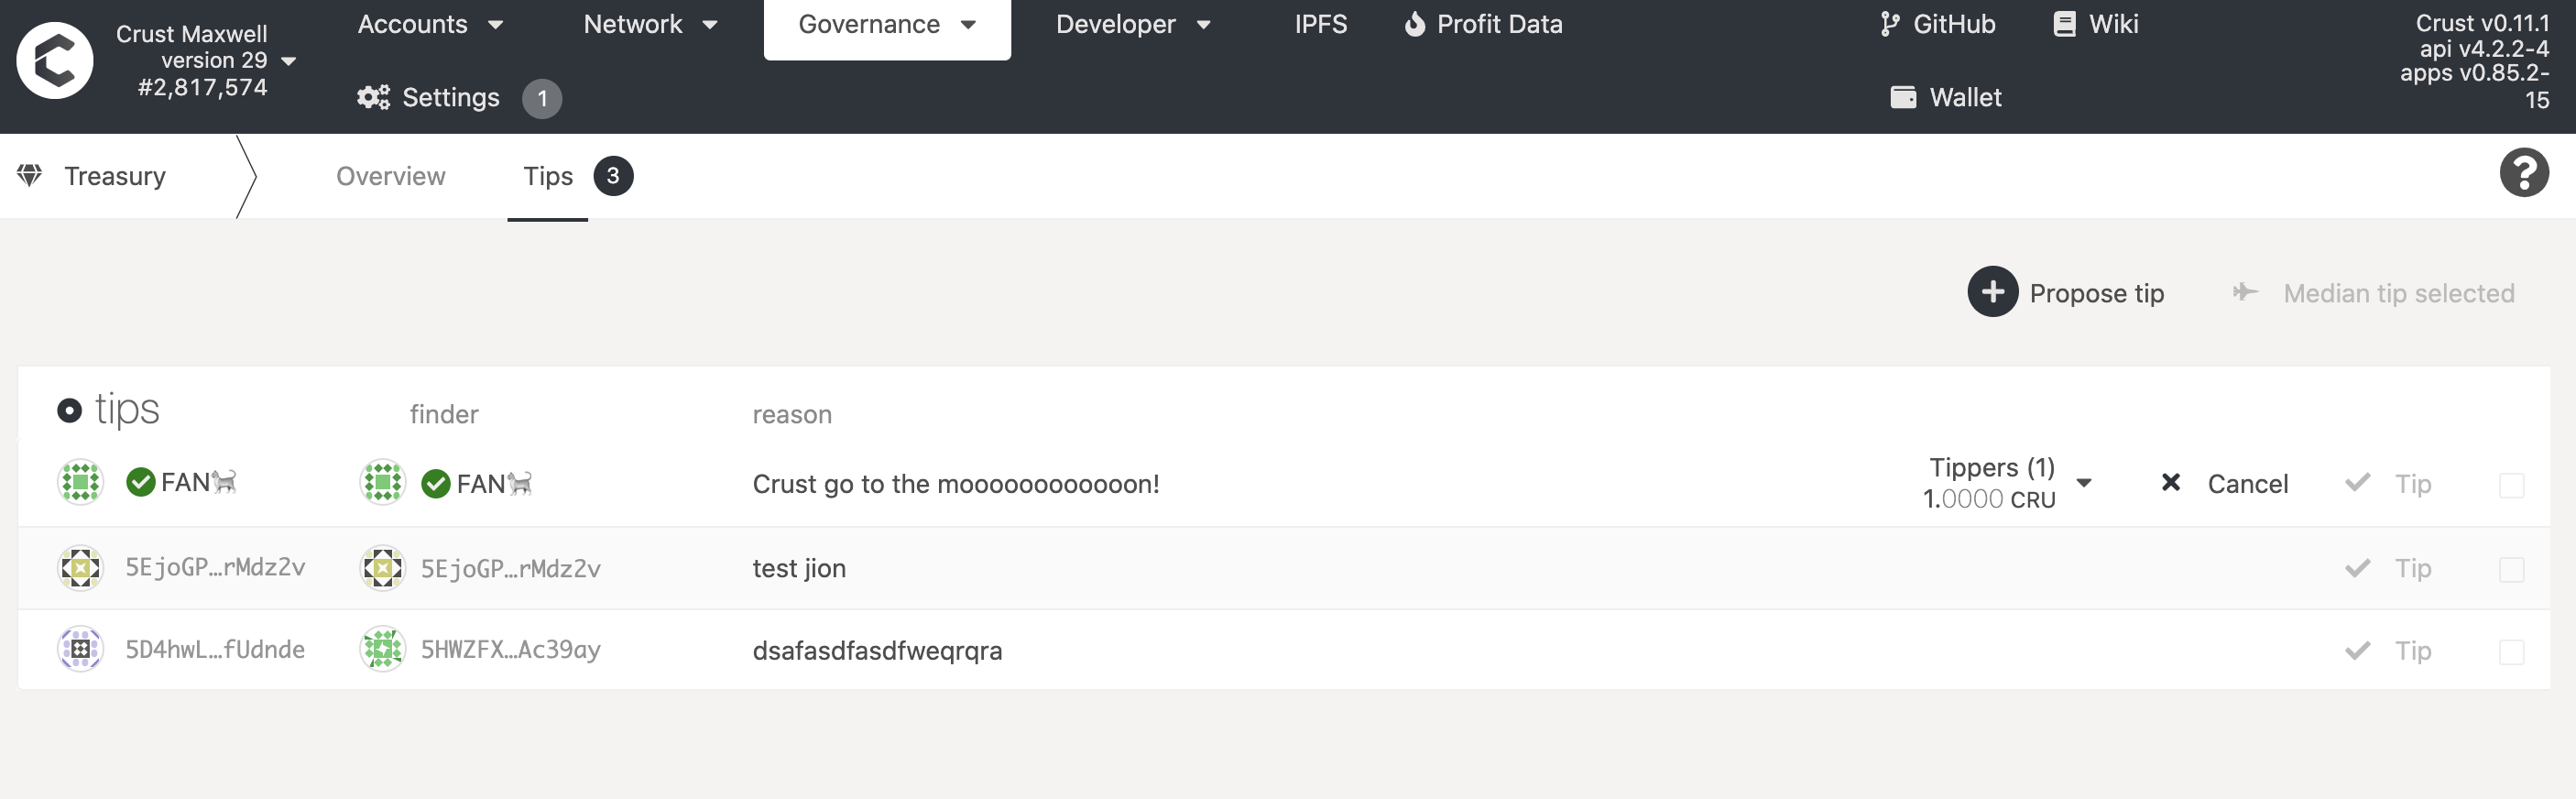 Crust Maxwell
version 29
#2,817,574
Accounts Network Governance Developer IPFS Profit Data
Settings 1
GitHub Wiki
Wallet
Crust v0.11.1
api v4.2.2-4
apps v0.85.2-
15
Treasury Overview Tips 3 ?
Propose tip Median tip selected
tips finder reason
FAN🐈 FAN🐈 Crust go to the moooooooooooon! Tippers (1) Cancel Tip
1.0000 CRU
5EjoGP…rMdz2v 5EjoGP…rMdz2v test jion Tip
5D4hwL…fUdnde 5HWZFX…Ac39ay dsafasdfasdfweqrqra Tip